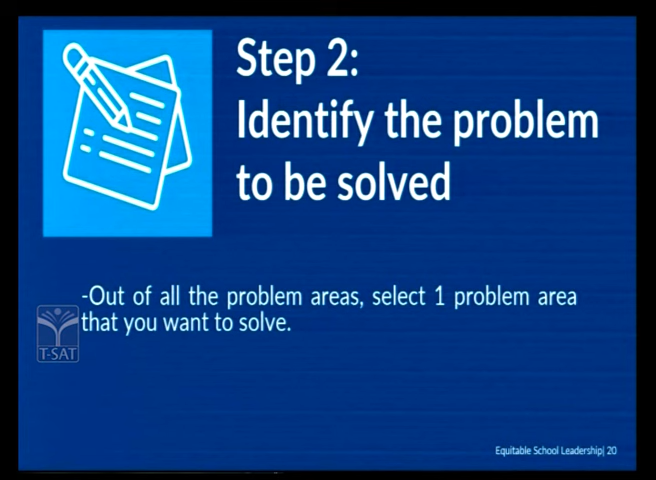 Step 2:
Identify the problem
to be solved
-Out of all the problem areas, select 1 problem area
that you want to solve.
T-SAT
Equitable School Leadership| 20